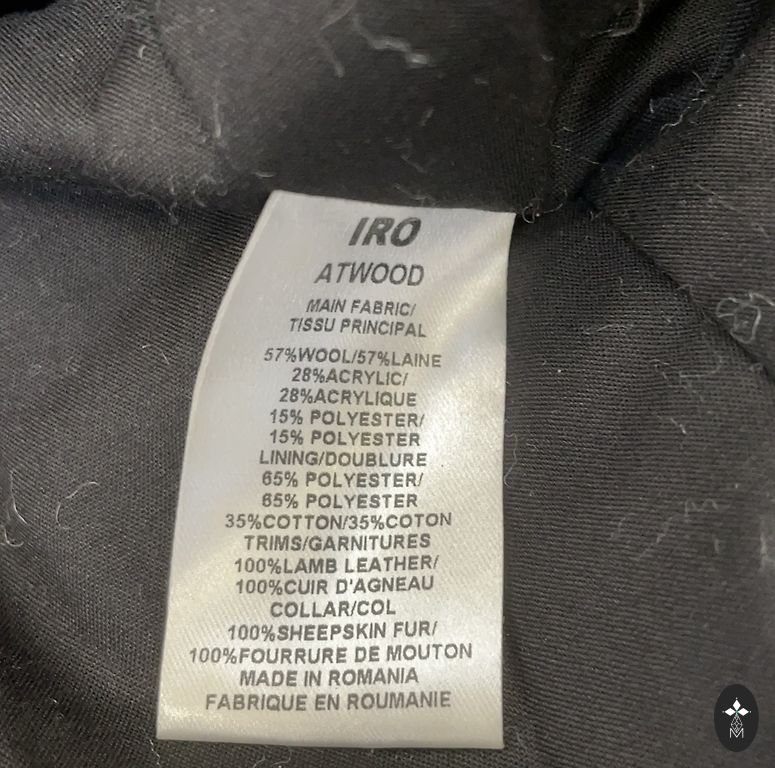 IRO
ATWOOD
MAIN FABRIC/
TISSU PRINCIPAL
57%WOOL/57%LAINE
28%ACRYLIC/
28%ACRYLIQUE
15% POLYESTER/
15% POLYESTER
LINING/DOUBLURE
65% POLYESTER/
65% POLYESTER
35%COTTON/35%COTON
TRIMS/GARNITURES
100%LAMB LEATHER/
100%CUIR D'AGNEAU
COLLAR/COL
100%SHEEPSKIN FUR/
100%FOURRURE DE MOUTON
MADE IN ROMANIA
FABRIQUE EN ROUMANIE
M